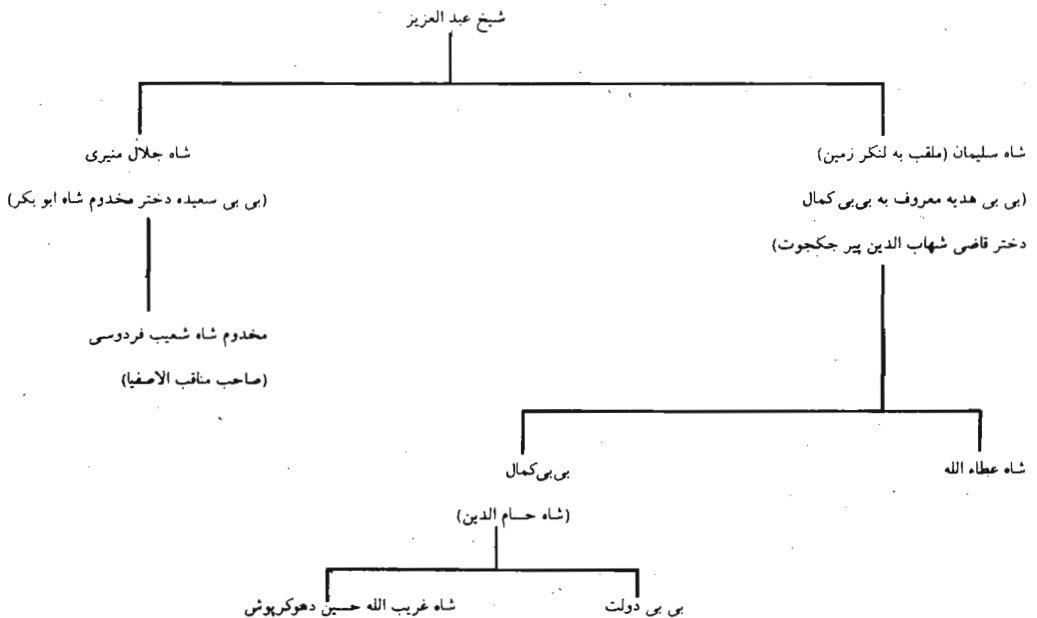 شیخ عبد العزیز
شاه سلیمان (ملقب به لنکر زمین)
(بی بی هدیه معروف به بی‌بی کمال
دختر قاضی شهاب الدین پیر جکجوت)
شاه جلال منیری
(بی بی سعیده دختر مخدوم شاه ابو بکر)
مخدوم شاه شعیب فردوسی
(صاحب مناقب الاصفیا)
شاه عطاء الله
بی‌بی کمال
(شاه حسام الدین)
بی بی دولت
شاه غریب الله حسین دهوکرپوش